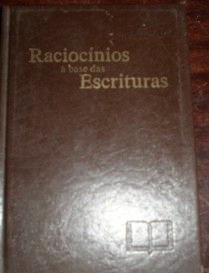 Raciocínios
à base das
Escrituras